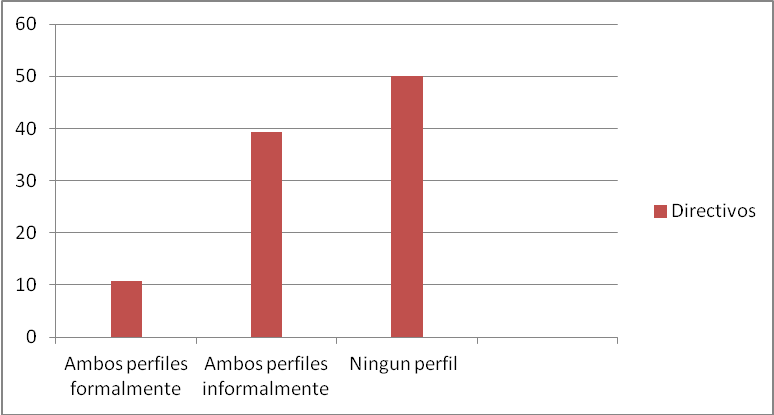 60
50
40
30
20
10
0
Ambos perfiles
formalmente
Ambos perfiles
informalmente
Ningun perfil
Directivos